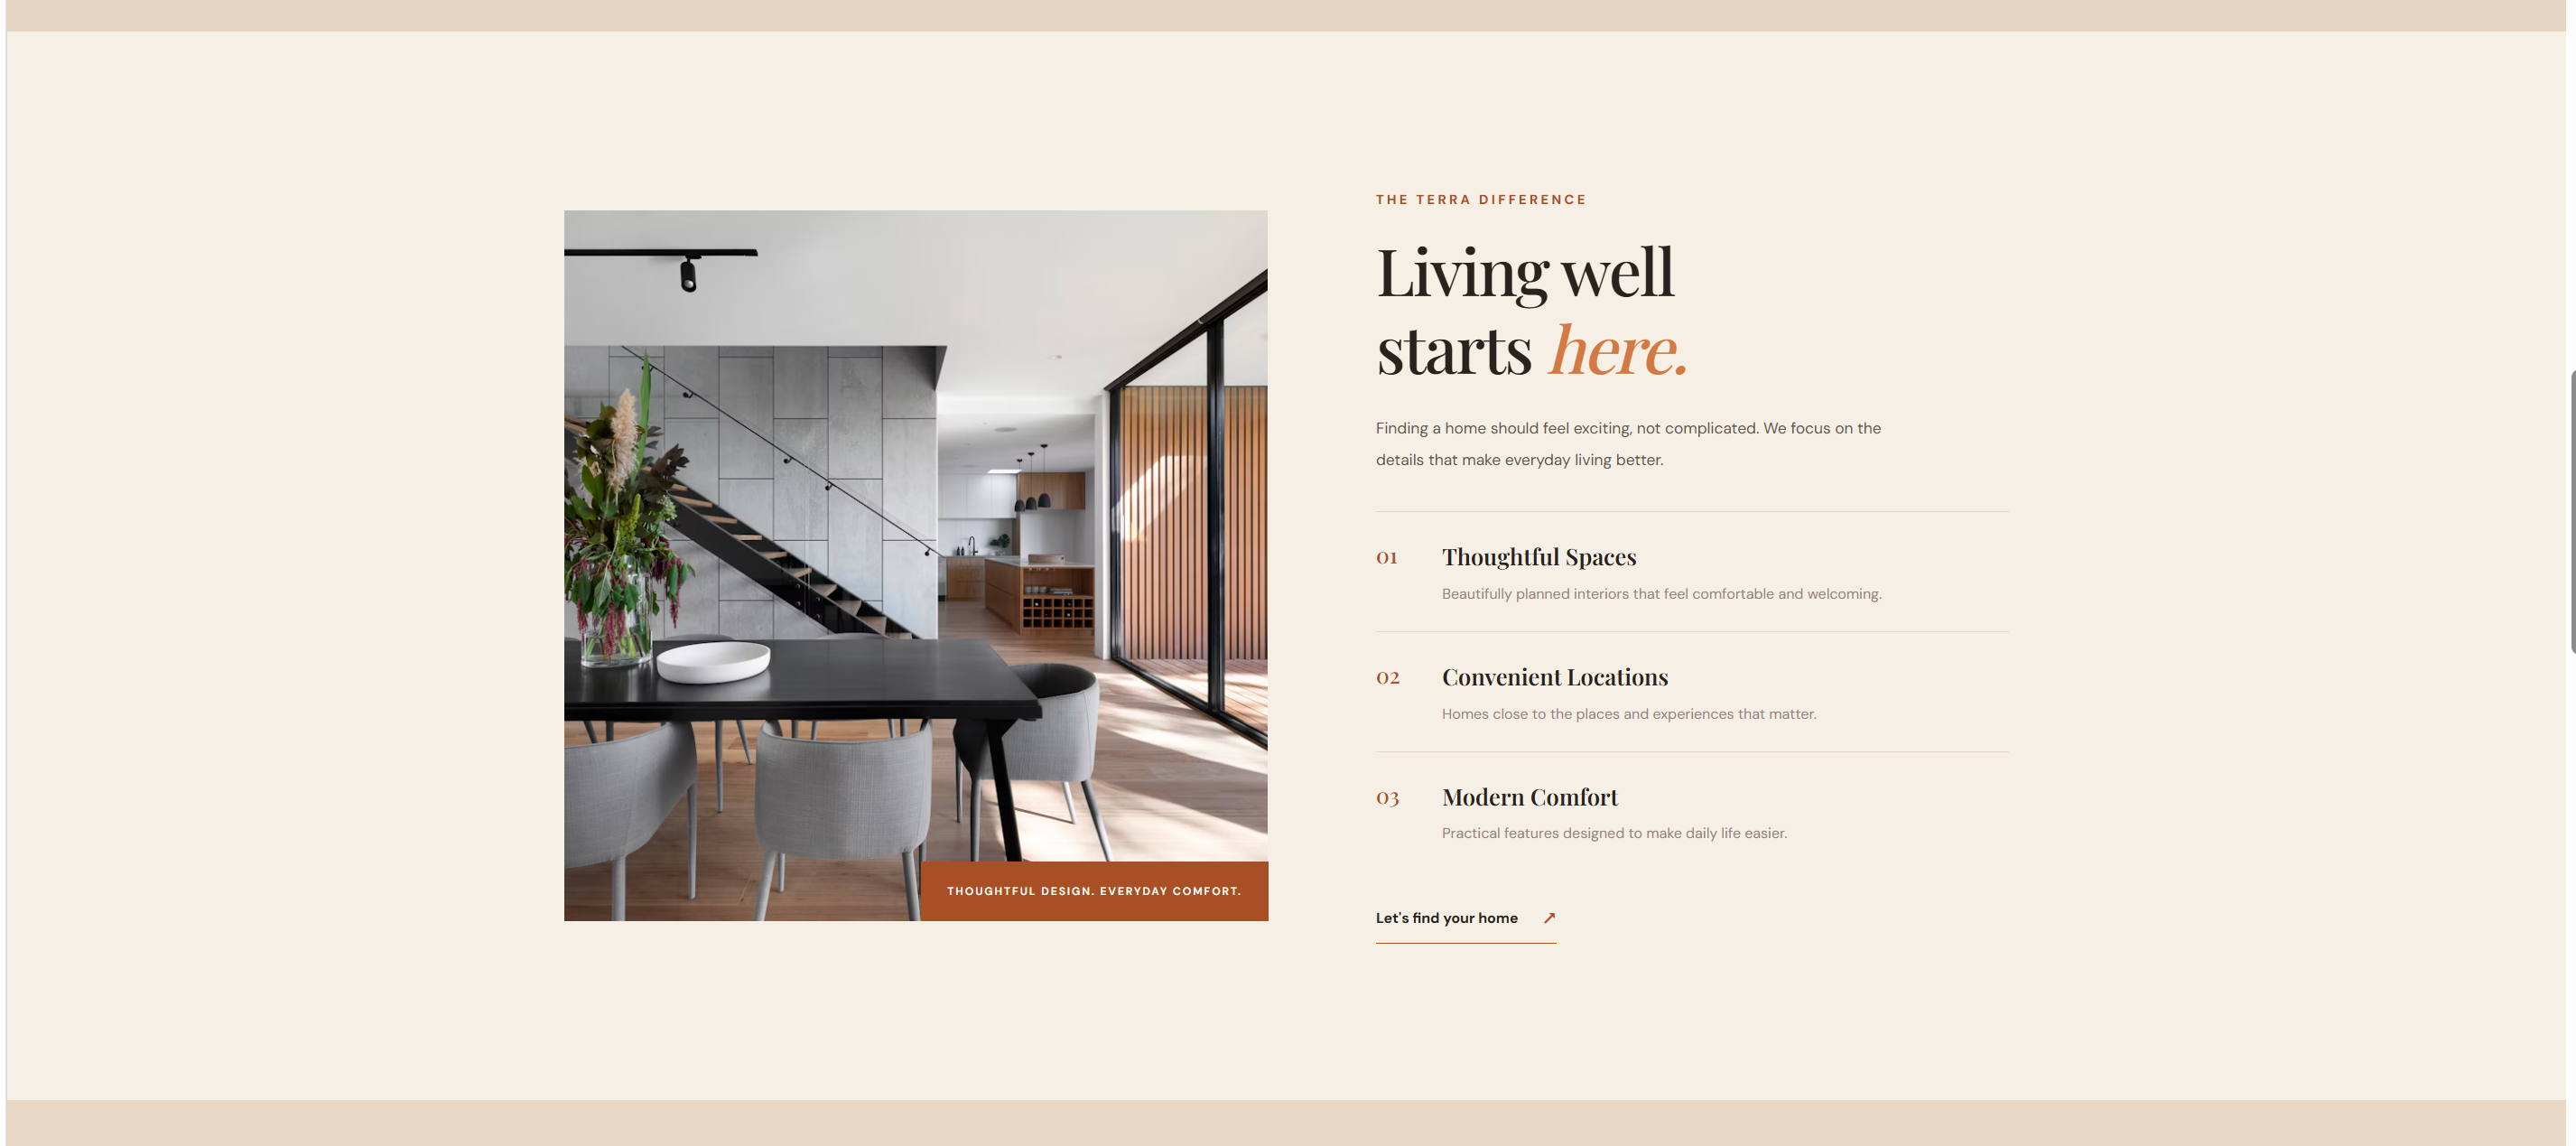 THE TERRA DIFFERENCE
Living well
starts here.
Finding a home should feel exciting, not complicated. We focus on the
details that make everyday living better.
01 Thoughtful Spaces
Beautifully planned interiors that feel comfortable and welcoming.
02 Convenient Locations
Homes close to the places and experiences that matter.
03 Modern Comfort
Practical features designed to make daily life easier.
THOUGHTFUL DESIGN. EVERYDAY COMFORT.
Let's find your home ↗